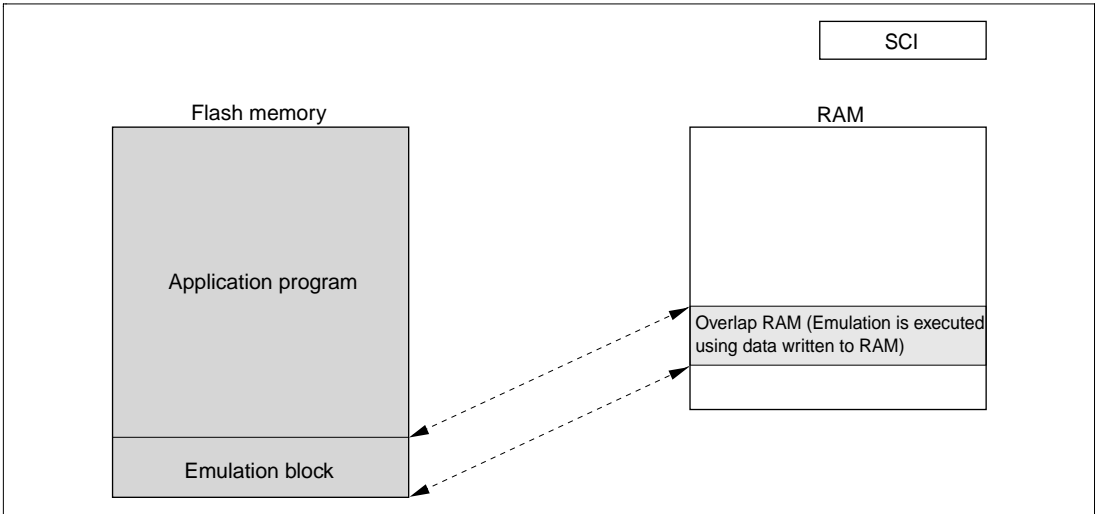 SCI
Flash memory
RAM
Application program
Overlap RAM (Emulation is executed
using data written to RAM)
Emulation block